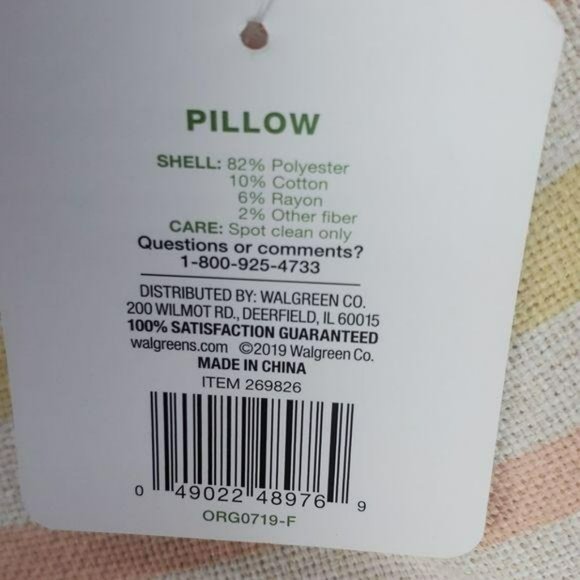 PILLOW
SHELL: 82% Polyester
10% Cotton
6% Rayon
2% Other fiber
CARE: Spot clean only
Questions or comments?
1-800-925-4733
DISTRIBUTED BY: WALGREEN CO.
200 WILMOT RD., DEERFIELD, IL 60015
100% SATISFACTION GUARANTEED
walgreens.com ©2019 Walgreen Co.
MADE IN CHINA
ITEM 269826
0 49022 48976 9
ORG0719-F